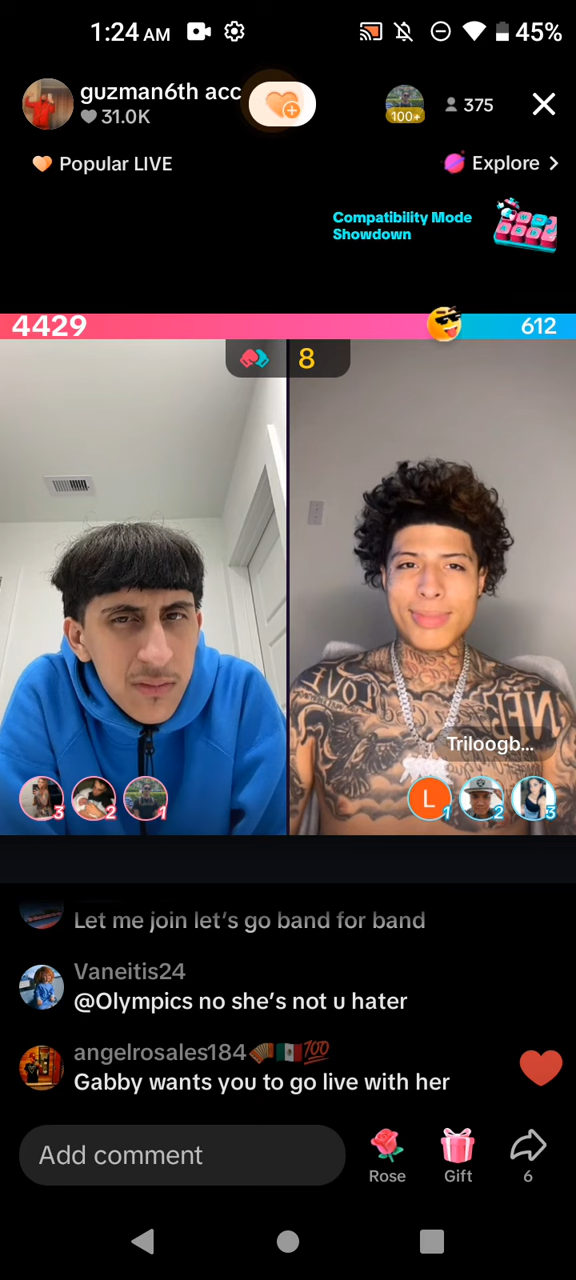 1:24 AM
45%
guzman6th acc
31.0K
100+
375
Popular LIVE
Explore >
Compatibility Mode
Showdown
4429
612
8
LOVE
Triloogb...
3
2
1
L
1
2
3
Let me join let's go band for band
Vaneitis24
@Olympics no she's not u hater
angelrosales184🪭🇲🇽💯
Gabby wants you to go live with her
Add comment
Rose
Gift
6